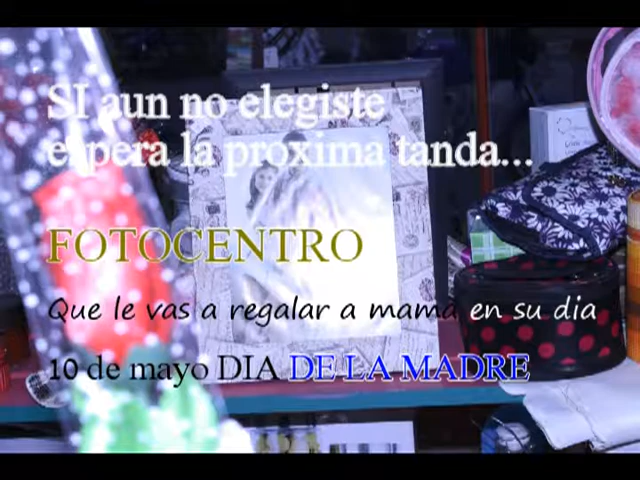 SI aun no elegiste
espera la proxima tanda...
FOTOCENTRO
Que le vas a regalar a mama en su dia
10 de mayo DIA DE LA MADRE